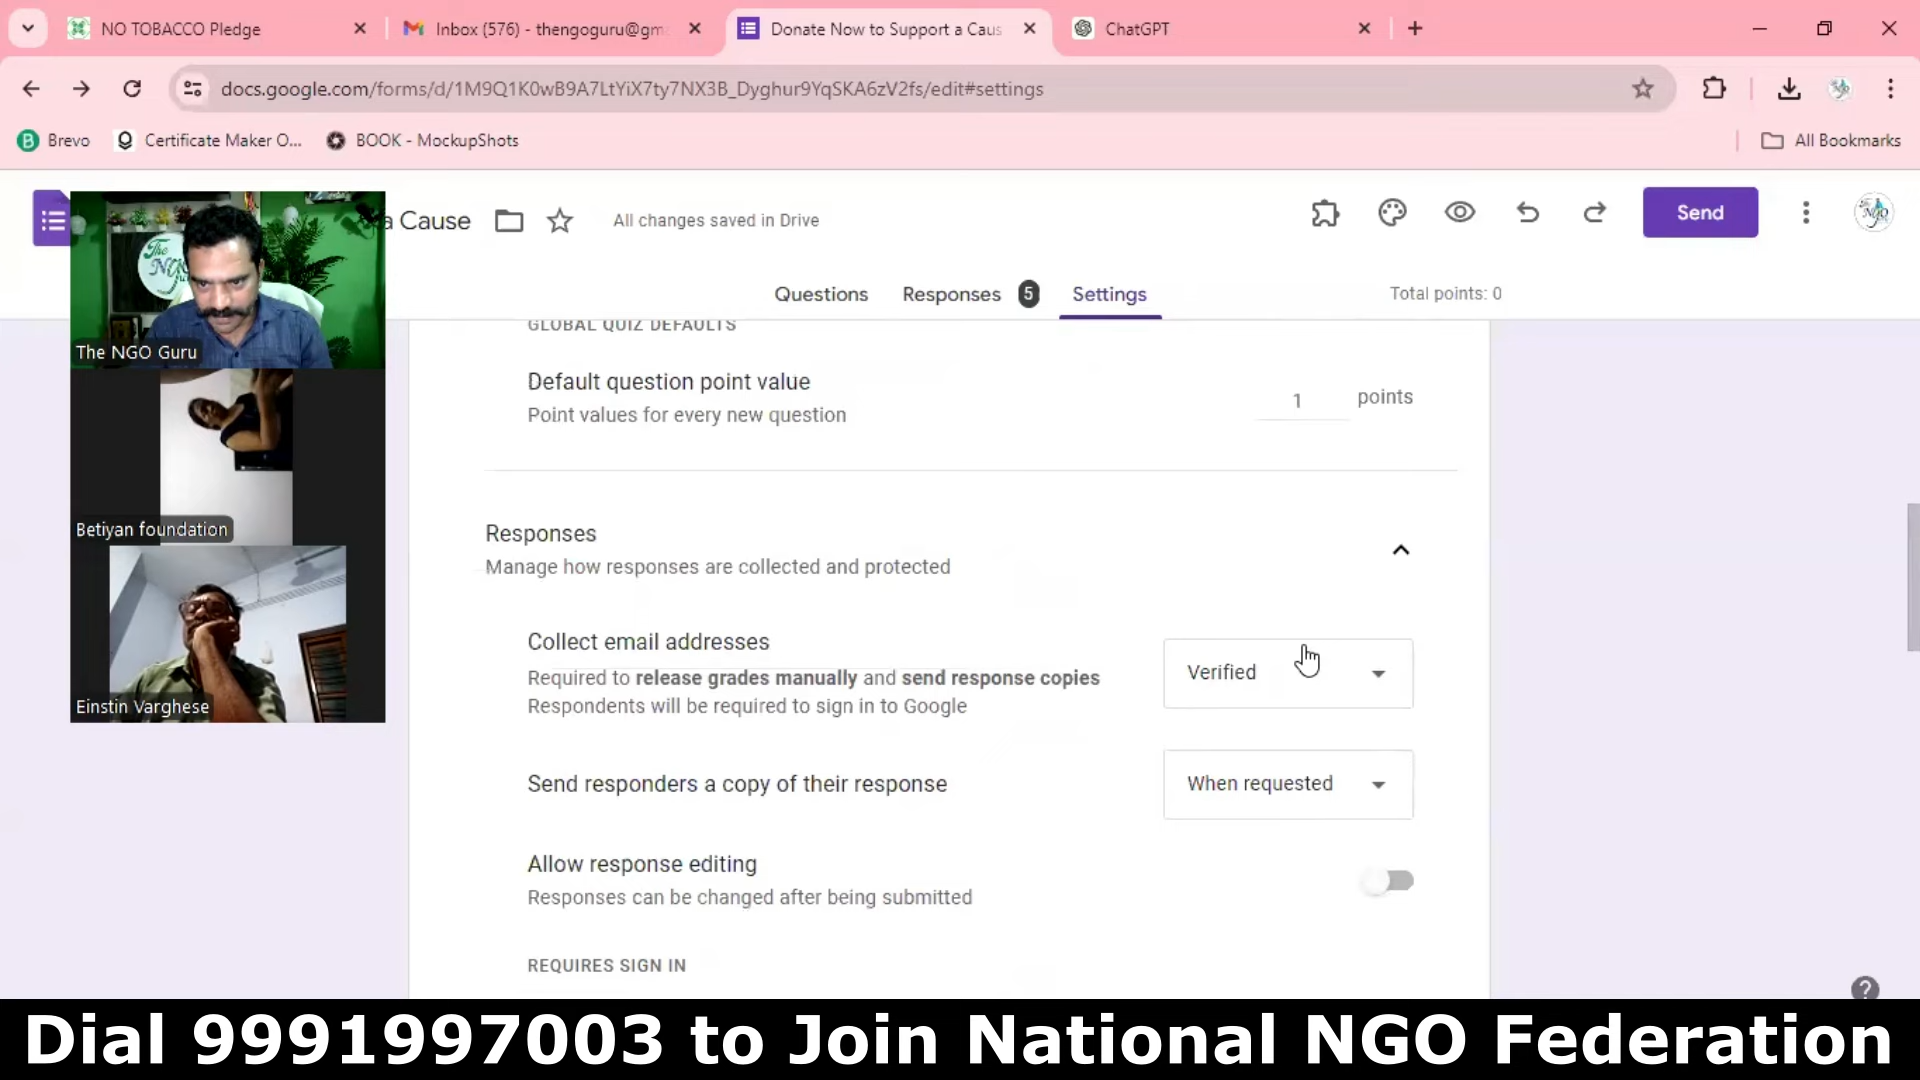 NO TOBACCO Pledge
Inbox (576) - thengoguru@gm
Donate Now to Support a Caus
ChatGPT
docs.google.com/forms/d/1M9Q1K0wB9A7LtYiX7ty7NX3B_Dyghur9YqSKA6zV2fs/edit#settings
Brevo
Certificate Maker O...
BOOK - MockupShots
All Bookmarks
a Cause
All changes saved in Drive
Send
Questions
Responses 5
Settings
Total points: 0
The NGO Guru
Betiyan foundation
Einstin Varghese
GLOBAL QUIZ DEFAULTS
Default question point value
Point values for every new question
1 points
Responses
Manage how responses are collected and protected
Collect email addresses
Required to release grades manually and send response copies
Respondents will be required to sign in to Google
Verified
Send responders a copy of their response
When requested
Allow response editing
Responses can be changed after being submitted
REQUIRES SIGN IN
Dial 9991997003 to Join National NGO Federation